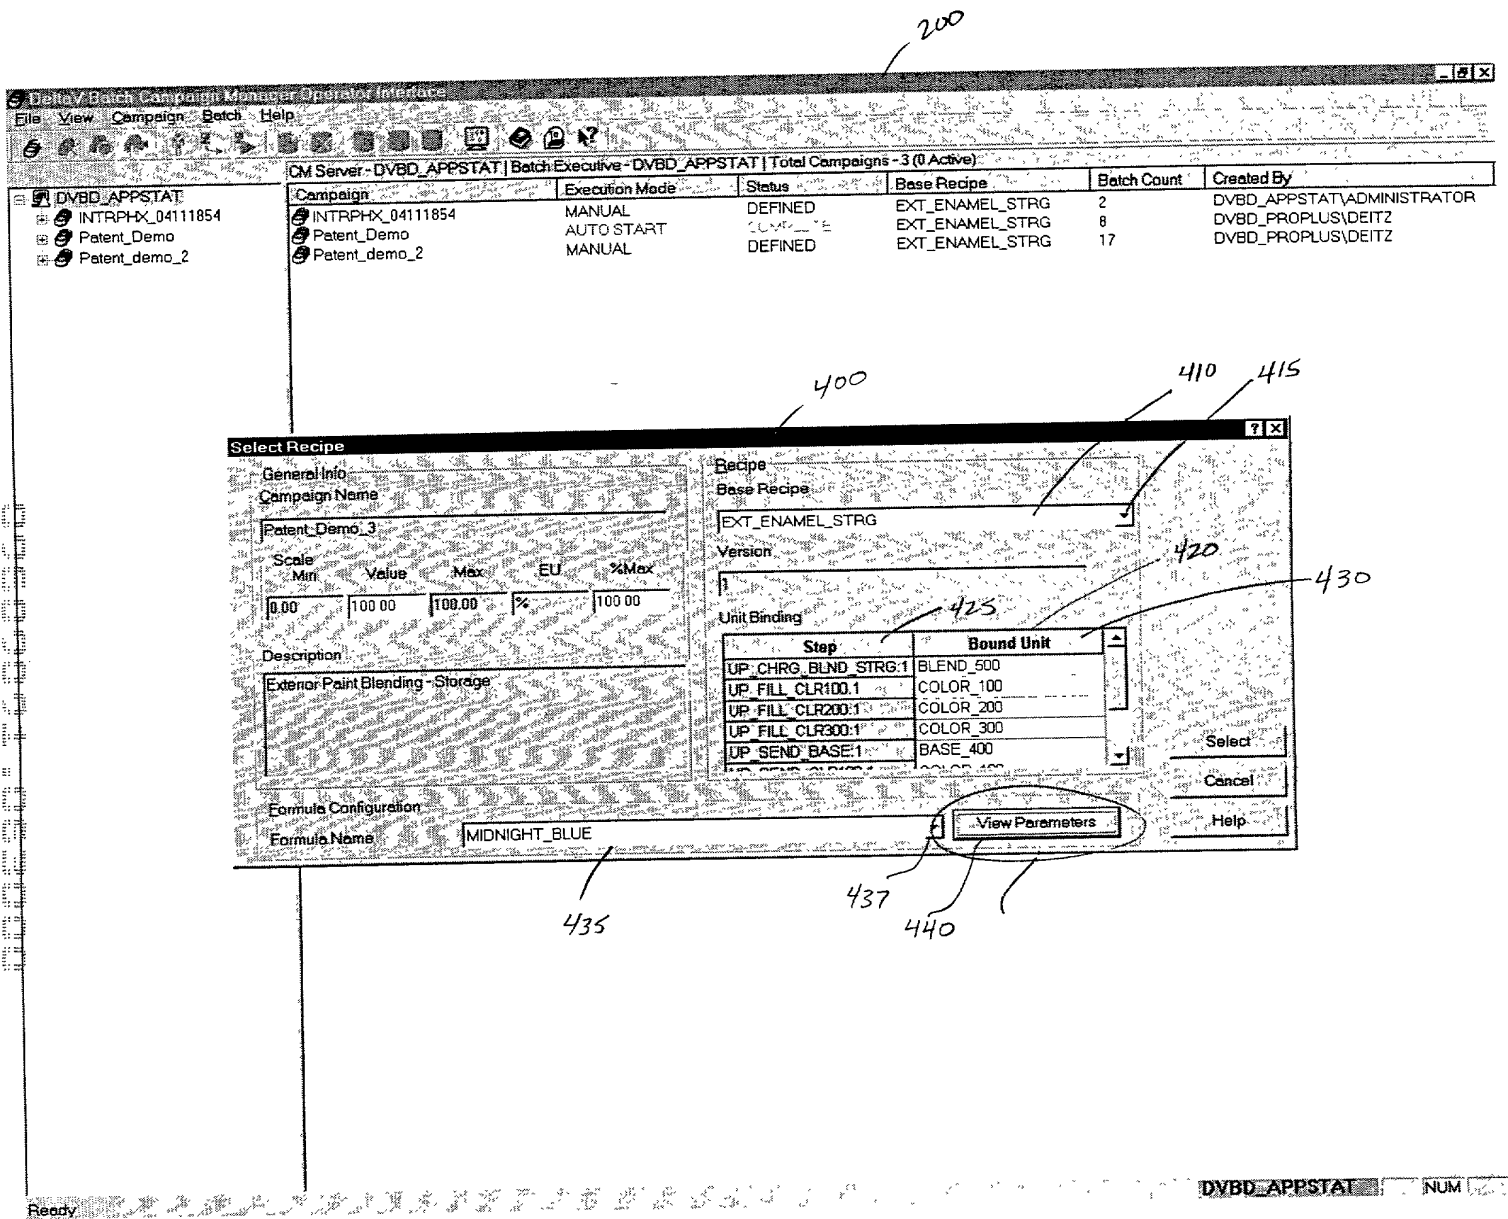 200
DeltaV Batch Campaign Manager Operator Interface
File View Campaign Batch Help
CM Server - DVBD_APPSTAT | Batch Executive - DVBD_APPSTAT | Total Campaigns - 3 (0 Active)
DVBD_APPSTAT
INTRPHX_04111854
Patent_Demo
Patent_demo_2
Campaign Execution Mode Status Base Recipe Batch Count Created By
INTRPHX_04111854 MANUAL DEFINED EXT_ENAMEL_STRG 2 DVBD_APPSTAT\ADMINISTRATOR
Patent_Demo AUTO START EXT_ENAMEL_STRG 8 DVBD_PROPLUS\DEITZ
Patent_demo_2 MANUAL DEFINED EXT_ENAMEL_STRG 17 DVBD_PROPLUS\DEITZ
400
410
415
Select Recipe
General Info
Campaign Name
Patent_Demo_3
Scale
Min Value Max EU %Max
0.00 100 00 100.00 % 100 00
Description
Exterior Paint Blending - Storage
Recipe
Base Recipe
EXT_ENAMEL_STRG
Version
1
420
430
425
Unit Binding
Step Bound Unit
UP_CHRG_BLND_STRG:1 BLEND_500
UP_FILL_CLR100.1 COLOR_100
UP_FILL_CLR200:1 COLOR_200
UP_FILL_CLR300:1 COLOR_300
UP_SEND_BASE:1 BASE_400
Select
Cancel
Help
Formula Configuration
Formula Name MIDNIGHT_BLUE View Parameters
435
437
440
Ready
DVBD_APPSTAT NUM